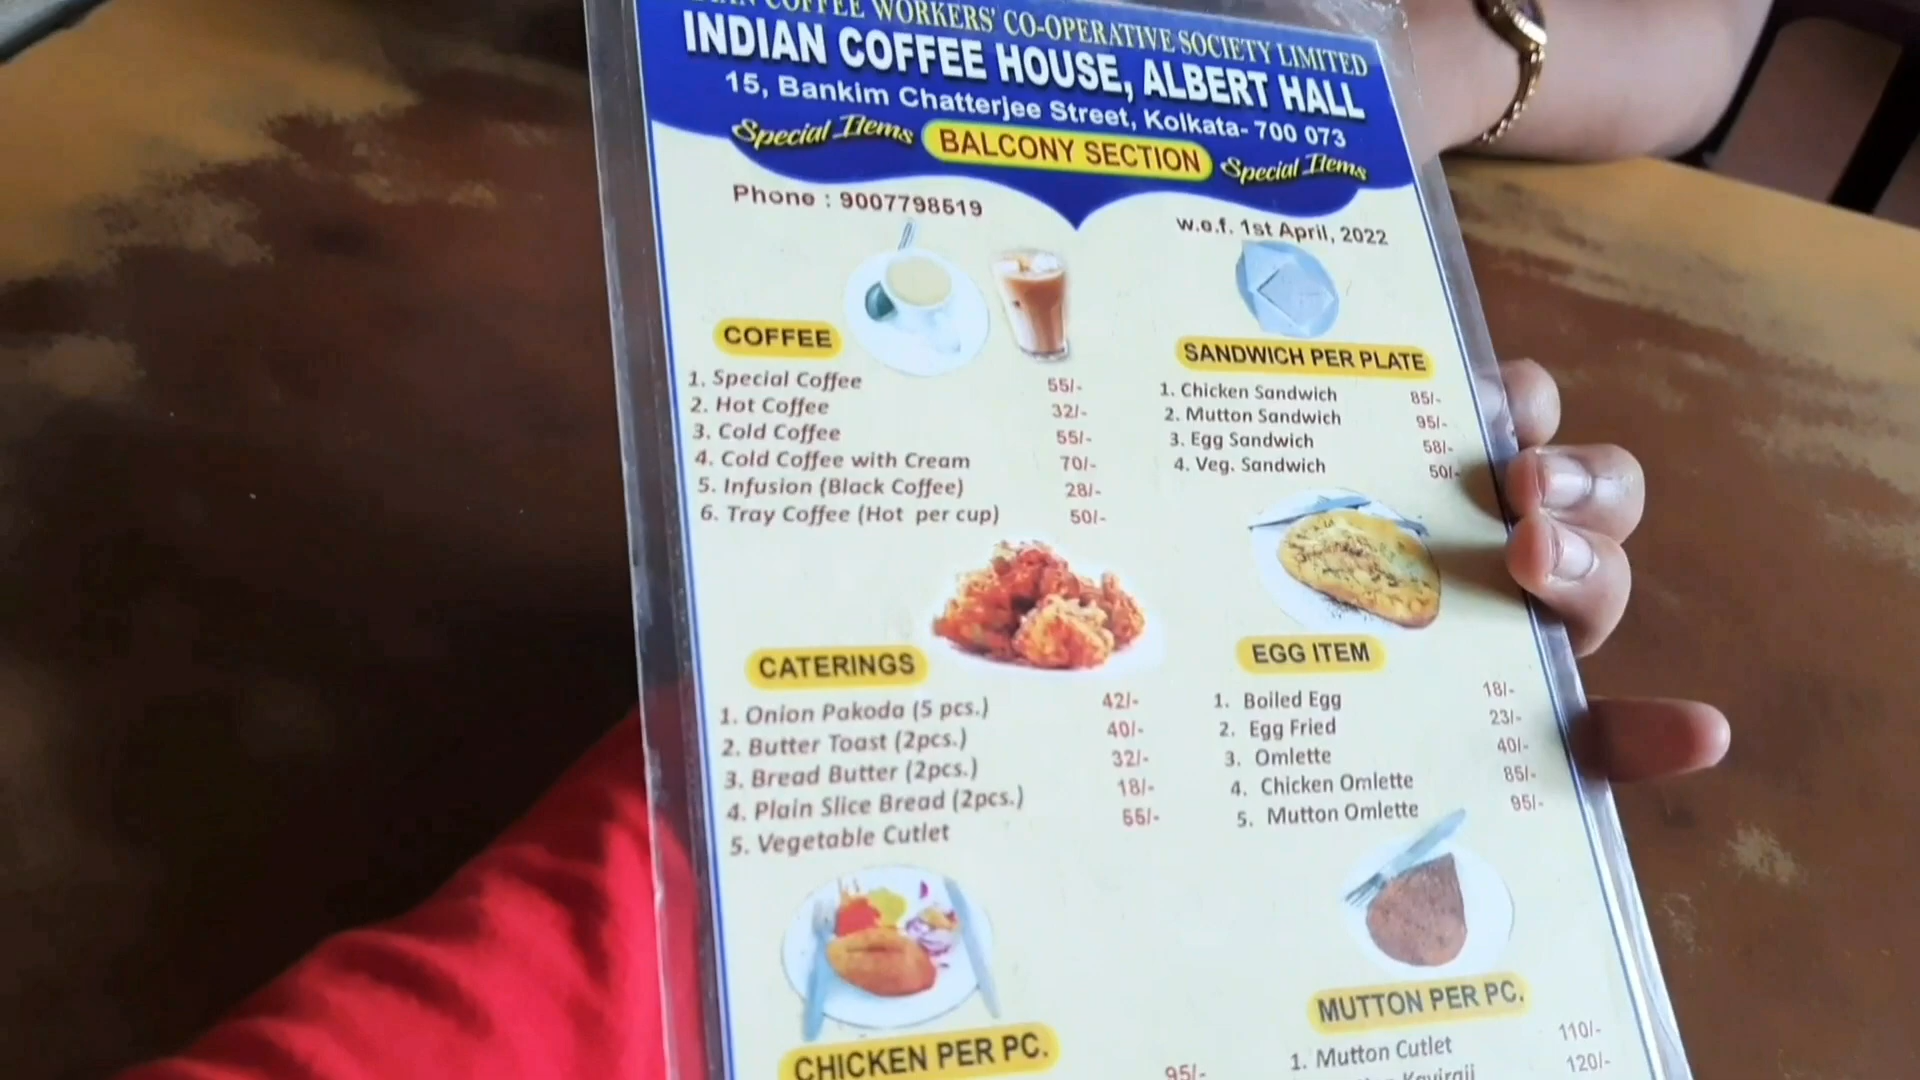 COFFEE WORKERS' CO-OPERATIVE SOCIETY LIMITED
INDIAN COFFEE HOUSE, ALBERT HALL
15, Bankim Chatterjee Street, Kolkata- 700 073
Special Items BALCONY SECTION Special Items
Phone : 9007798519
w.e.f. 1st April, 2022
COFFEE
1. Special Coffee 55/-
2. Hot Coffee 32/-
3. Cold Coffee 55/-
4. Cold Coffee with Cream 70/-
5. Infusion (Black Coffee) 28/-
6. Tray Coffee (Hot per cup) 50/-
SANDWICH PER PLATE
1. Chicken Sandwich 85/-
2. Mutton Sandwich 95/-
3. Egg Sandwich 58/-
4. Veg. Sandwich 50/-
CATERINGS
1. Onion Pakoda (5 pcs.) 42/-
2. Butter Toast (2pcs.) 40/-
3. Bread Butter (2pcs.) 32/-
4. Plain Slice Bread (2pcs.) 18/-
5. Vegetable Cutlet 55/-
EGG ITEM
1. Boiled Egg 18/-
2. Egg Fried 23/-
3. Omlette 40/-
4. Chicken Omlette 85/-
5. Mutton Omlette 95/-
CHICKEN PER PC.
95/-
MUTTON PER PC.
1. Mutton Cutlet 110/-
Kaviraji 120/-